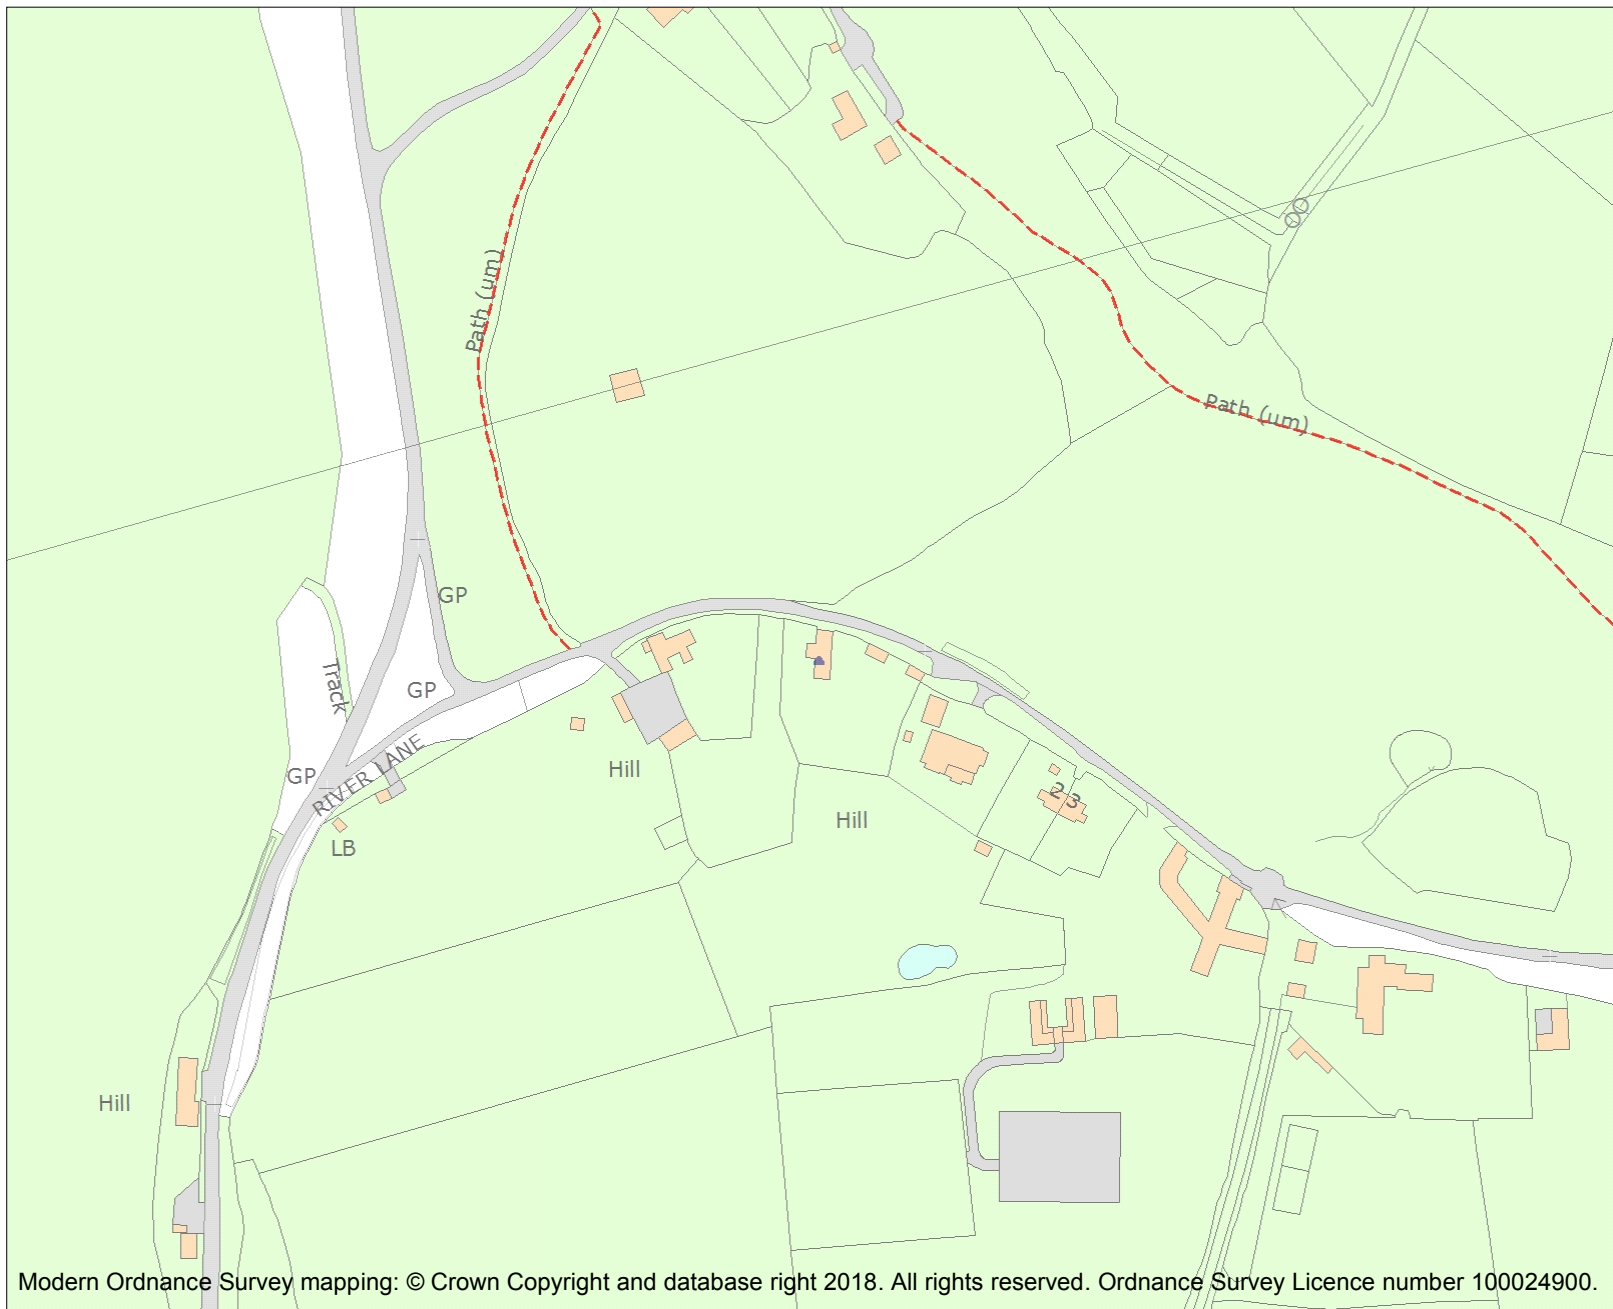 Path (um)
Path (um)
GP
Track
GP
GP
RIVER LANE
LB
Hill
Hill
2 3
Hill
Modern Ordnance Survey mapping: © Crown Copyright and database right 2018. All rights reserved. Ordnance Survey Licence number 100024900.